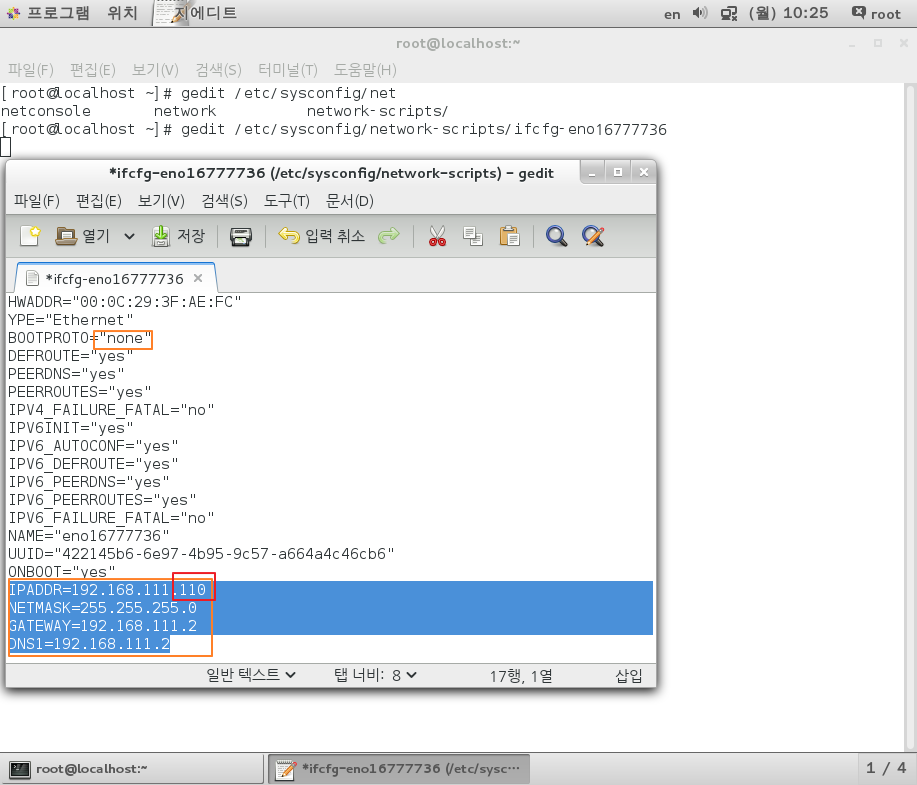 프로그램 위치 지에디트 en (월) 10:25 root
root@localhost:~
파일(F) 편집(E) 보기(V) 검색(S) 터미널(T) 도움말(H)
[root@localhost ~]# gedit /etc/sysconfig/net
netconsole network network-scripts/
[root@localhost ~]# gedit /etc/sysconfig/network-scripts/ifcfg-eno16777736
*ifcfg-eno16777736 (/etc/sysconfig/network-scripts) - gedit
파일(F) 편집(E) 보기(V) 검색(S) 도구(T) 문서(D)
열기 저장 입력 취소
*ifcfg-eno16777736
HWADDR="00:0C:29:3F:AE:FC"
YPE="Ethernet"
BOOTPROTO="none"
DEFROUTE="yes"
PEERDNS="yes"
PEERROUTES="yes"
IPV4_FAILURE_FATAL="no"
IPV6INIT="yes"
IPV6_AUTOCONF="yes"
IPV6_DEFROUTE="yes"
IPV6_PEERDNS="yes"
IPV6_PEERROUTES="yes"
IPV6_FAILURE_FATAL="no"
NAME="eno16777736"
UUID="422145b6-6e97-4b95-9c57-a664a4c46cb6"
ONBOOT="yes"
IPADDR=192.168.111.110
NETMASK=255.255.255.0
GATEWAY=192.168.111.2
DNS1=192.168.111.2
일반 텍스트 탭 너비: 8 17행, 1열 삽입
root@localhost:~ *ifcfg-eno16777736 (/etc/sysc… 1 / 4